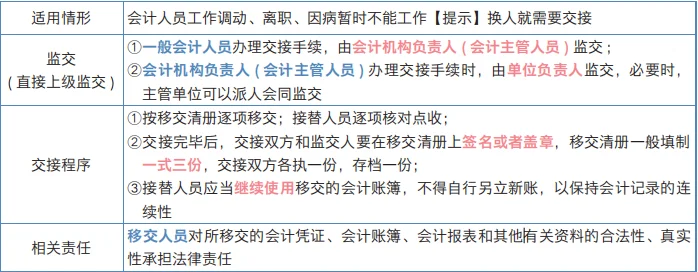 适用情形
会计人员工作调动、离职、因病暂时不能工作【提示】换人就需要交接
监交
(直接上级监交)
①一般会计人员办理交接手续，由会计机构负责人(会计主管人员)监交；
②会计机构负责人(会计主管人员)办理交接手续时，由单位负责人监交，必要时，
主管单位可以派人会同监交
交接程序
①按移交清册逐项移交；接替人员逐项核对点收；
②交接完毕后，交接双方和监交人要在移交清册上签名或者盖章，移交清册一般填制
一式三份，交接双方各执一份，存档一份；
③接替人员应当继续使用移交的会计账簿，不得自行另立新账，以保持会计记录的连
续性
相关责任
移交人员对所移交的会计凭证、会计账簿、会计报表和其他有关资料的合法性、真实
性承担法律责任